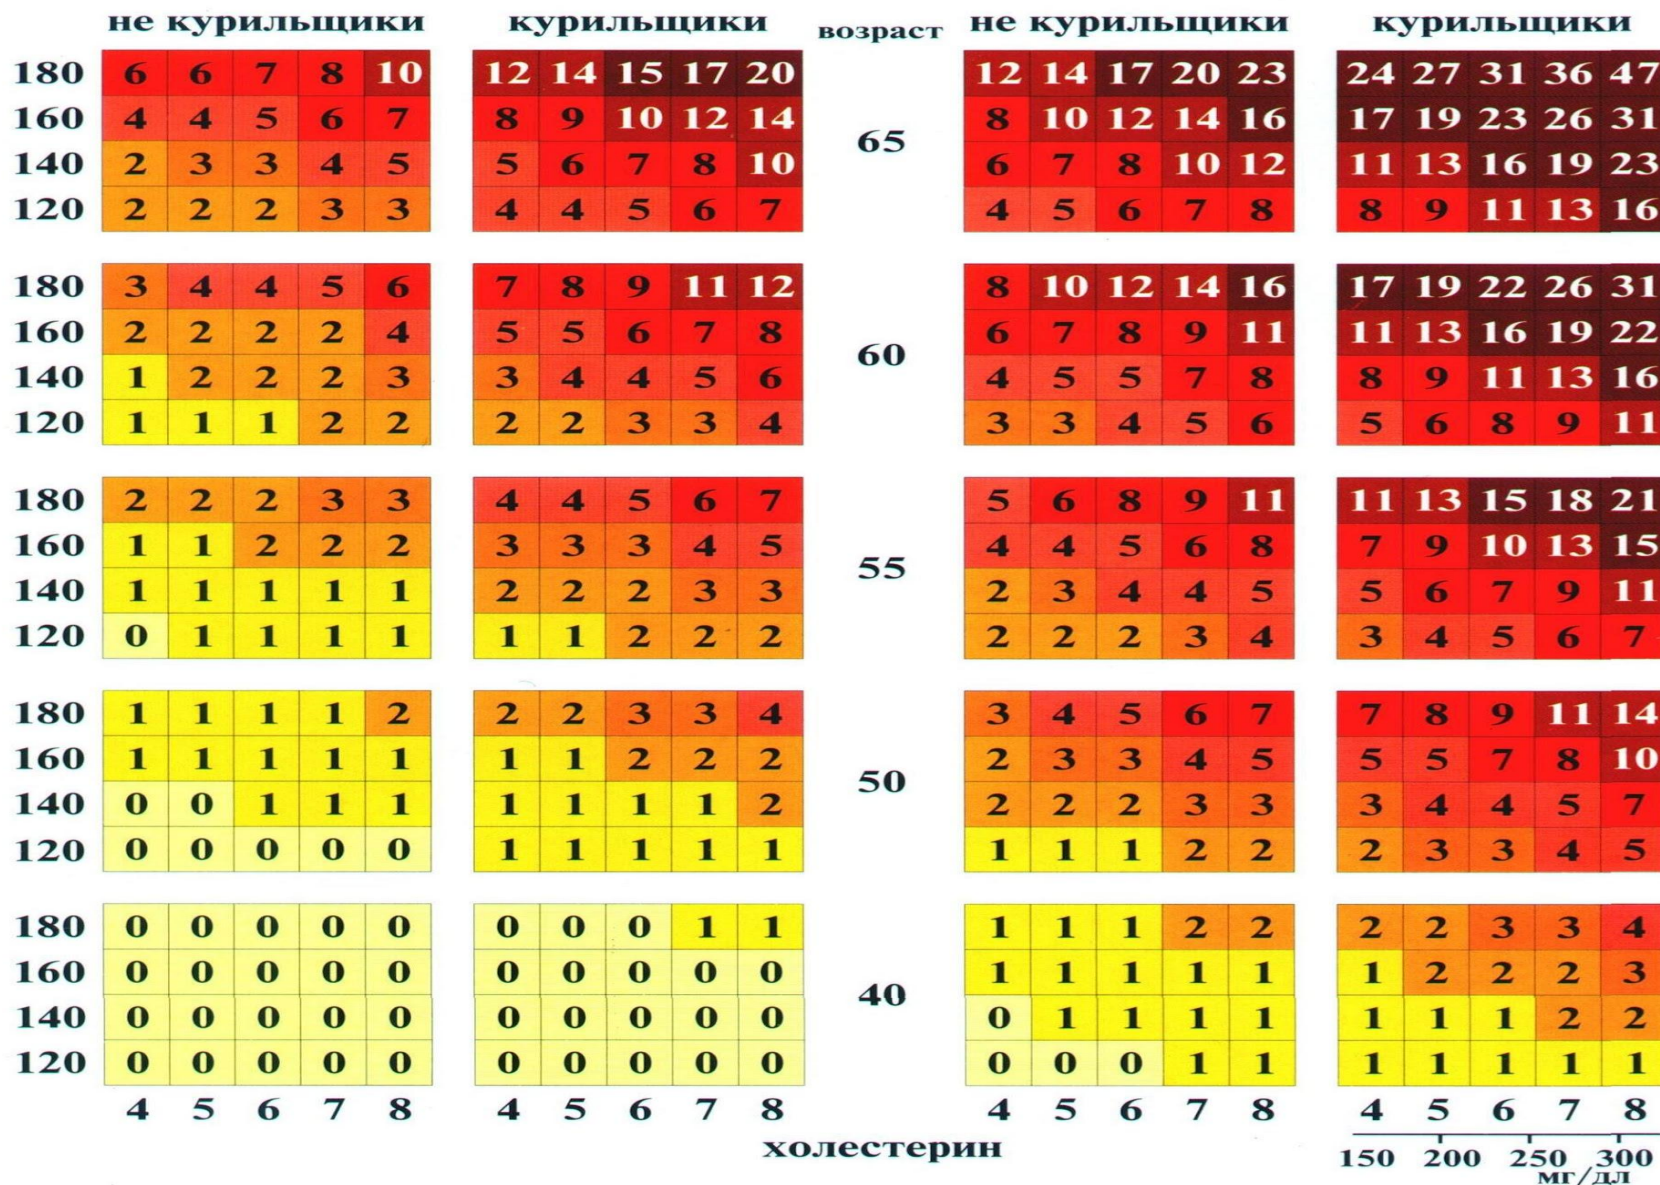 не курильщики курильщики возраст не курильщики курильщики
180 6 6 7 8 10 12 14 15 17 20 12 14 17 20 23 24 27 31 36 47
160 4 4 5 6 7 8 9 10 12 14 8 10 12 14 16 17 19 23 26 31
65
140 2 3 3 4 5 5 6 7 8 10 6 7 8 10 12 11 13 16 19 23
120 2 2 2 3 3 4 4 5 6 7 4 5 6 7 8 8 9 11 13 16
180 3 4 4 5 6 7 8 9 11 12 8 10 12 14 16 17 19 22 26 31
160 2 2 2 2 4 5 5 6 7 8 6 7 8 9 11 11 13 16 19 22
60
140 1 2 2 2 3 3 4 4 5 6 4 5 5 7 8 8 9 11 13 16
120 1 1 1 2 2 2 2 3 3 4 3 3 4 5 6 5 6 8 9 11
180 2 2 2 3 3 4 4 5 6 7 5 6 8 9 11 11 13 15 18 21
160 1 1 2 2 2 3 3 3 4 5 4 4 5 6 8 7 9 10 13 15
55
140 1 1 1 1 1 2 2 2 3 3 2 3 4 4 5 5 6 7 9 11
120 0 1 1 1 1 1 1 2 2 2 2 2 2 3 4 3 4 5 6 7
180 1 1 1 1 2 2 2 3 3 4 3 4 5 6 7 7 8 9 11 14
160 1 1 1 1 1 1 1 2 2 2 2 3 3 4 5 5 5 7 8 10
50
140 0 0 1 1 1 1 1 1 1 2 2 2 2 3 3 3 4 4 5 7
120 0 0 0 0 0 1 1 1 1 1 1 1 1 2 2 2 3 3 4 5
180 0 0 0 0 0 0 0 0 1 1 1 1 1 2 2 2 2 3 3 4
160 0 0 0 0 0 0 0 0 0 0 1 1 1 1 1 1 2 2 2 3
40
140 0 0 0 0 0 0 0 0 0 0 0 1 1 1 1 1 1 1 2 2
120 0 0 0 0 0 0 0 0 0 0 0 0 0 1 1 1 1 1 1 1
4 5 6 7 8 4 5 6 7 8 4 5 6 7 8 4 5 6 7 8
холестерин
150 200 250 300
мг/дл